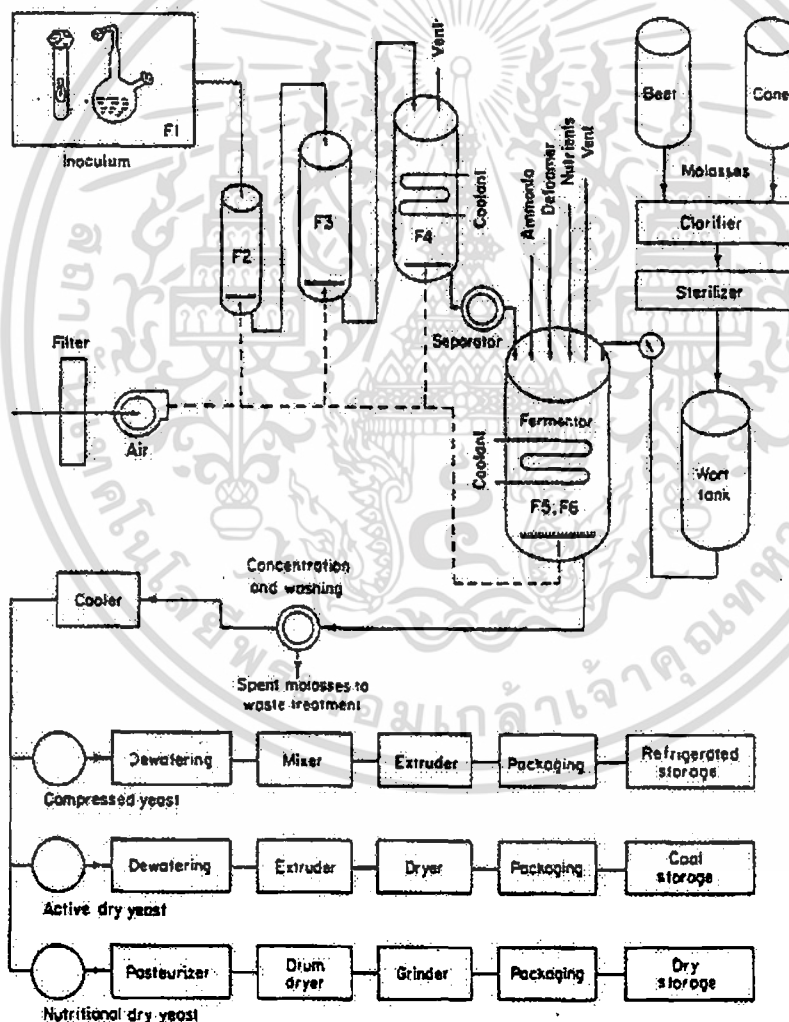 Vent
Beet
Cane
F1
Inoculum
F2
F3
F4
Coolant
Ammonia
Defoamer
Nutrients
Vent
Molasses
Clarifier
Sterilizer
Separator
Filter
Air
Fermentor
Coolant
F5, F6
Wort
tank
Concentration
and washing
Cooler
Spent molasses to
waste treatment
Dewatering
Mixer
Extruder
Packaging
Refrigerated
storage
Compressed yeast
Dewatering
Extruder
Dryer
Packaging
Cool
storage
Active dry yeast
Pasteurizer
Drum
dryer
Grinder
Packaging
Dry
storage
Nutritional dry yeast